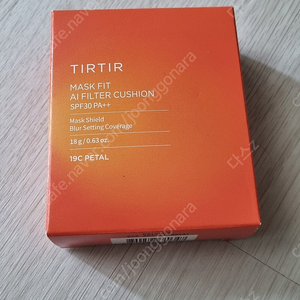 TIRTIR
MASK FIT
AI FILTER CUSHION
SPF30 PA++
Mask Shield
Blur Setting Coverage
18 g / 0.63 oz.
19C PETAL